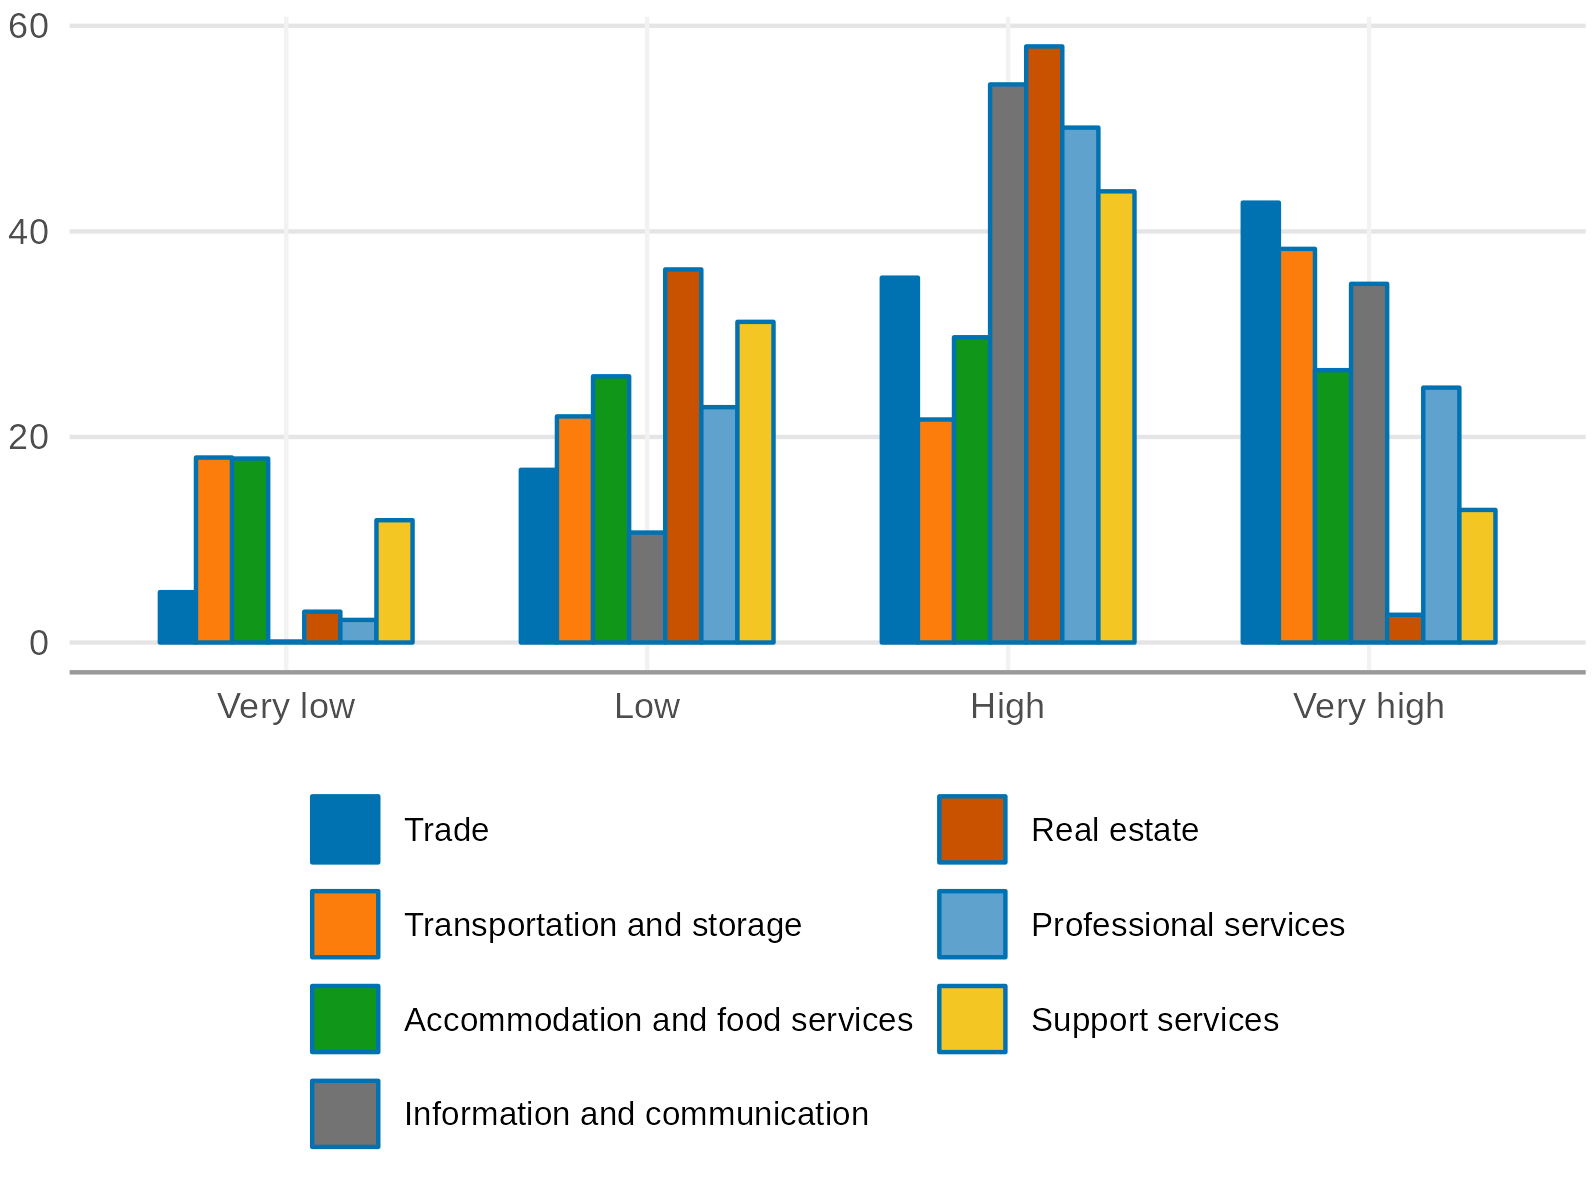 60
40
20
0
Very low
Low
High
Very high
Trade
Transportation and storage
Accommodation and food services
Information and communication
Real estate
Professional services
Support services